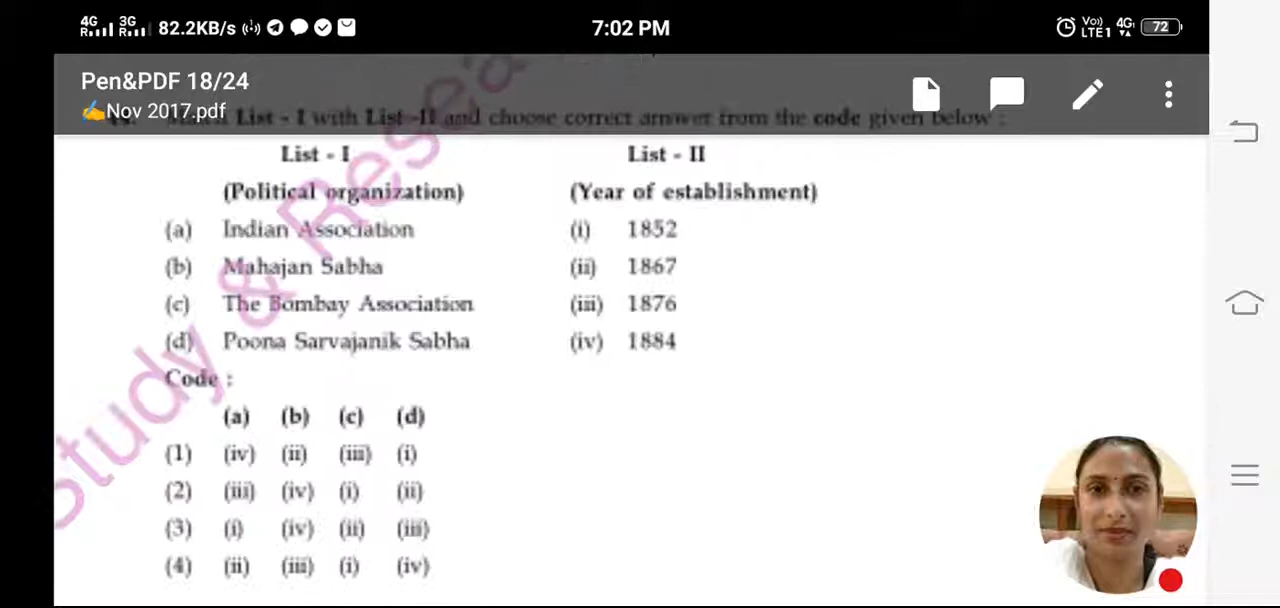 4G R 3G R 82.2KB/s 7:02 PM Vo)) LTE1 4G 72
Pen&PDF 18/24
✍Nov 2017.pdf
List - I with List -II and choose correct answer from the code given below :
List - I List - II
(Political organization) (Year of establishment)
(a) Indian Association (i) 1852
(b) Mahajan Sabha (ii) 1867
(c) The Bombay Association (iii) 1876
(d) Poona Sarvajanik Sabha (iv) 1884
Code :
(a) (b) (c) (d)
(1) (iv) (ii) (iii) (i)
(2) (iii) (iv) (i) (ii)
(3) (i) (iv) (ii) (iii)
(4) (ii) (iii) (i) (iv)
Study & Resea